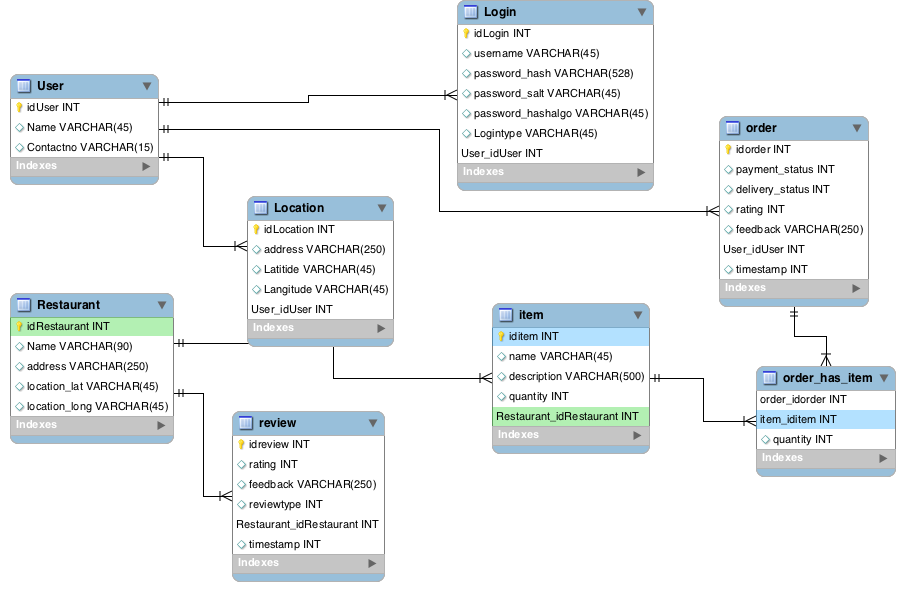 Login
idLogin INT
username VARCHAR(45)
password_hash VARCHAR(528)
password_salt VARCHAR(45)
password_hashalgo VARCHAR(45)
Logintype VARCHAR(45)
User_idUser INT
Indexes
User
idUser INT
Name VARCHAR(45)
Contactno VARCHAR(15)
Indexes
order
idorder INT
payment_status INT
delivery_status INT
rating INT
feedback VARCHAR(250)
User_idUser INT
timestamp INT
Indexes
Location
idLocation INT
address VARCHAR(250)
Latitide VARCHAR(45)
Langitude VARCHAR(45)
User_idUser INT
Indexes
Restaurant
idRestaurant INT
Name VARCHAR(90)
address VARCHAR(250)
location_lat VARCHAR(45)
location_long VARCHAR(45)
Indexes
item
iditem INT
name VARCHAR(45)
description VARCHAR(500)
quantity INT
Restaurant_idRestaurant INT
Indexes
order_has_item
order_idorder INT
item_iditem INT
quantity INT
Indexes
review
idreview INT
rating INT
feedback VARCHAR(250)
reviewtype INT
Restaurant_idRestaurant INT
timestamp INT
Indexes